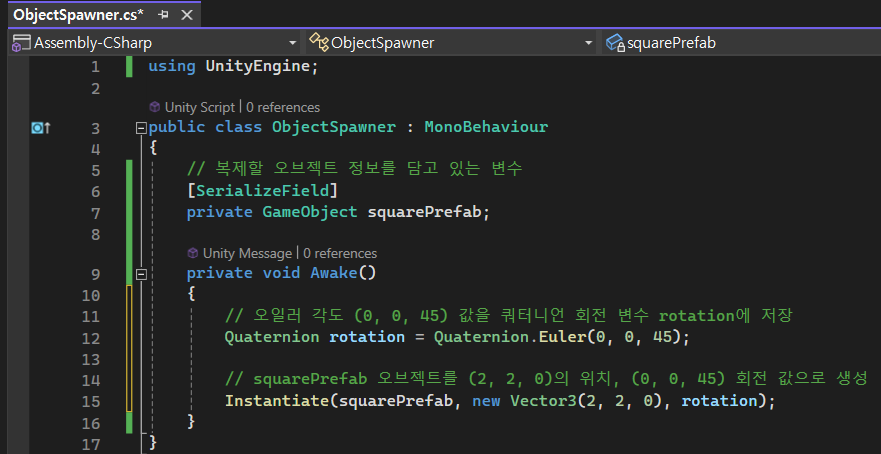 ObjectSpawner.cs*
Assembly-CSharp ObjectSpawner squarePrefab
1 using UnityEngine;
2
Unity Script | 0 references
3 public class ObjectSpawner : MonoBehaviour
4 {
5 // 복제할 오브젝트 정보를 담고 있는 변수
6 [SerializeField]
7 private GameObject squarePrefab;
8
Unity Message | 0 references
9 private void Awake()
10 {
11 // 오일러 각도 (0, 0, 45) 값을 쿼터니언 회전 변수 rotation에 저장
12 Quaternion rotation = Quaternion.Euler(0, 0, 45);
13
14 // squarePrefab 오브젝트를 (2, 2, 0)의 위치, (0, 0, 45) 회전 값으로 생성
15 Instantiate(squarePrefab, new Vector3(2, 2, 0), rotation);
16 }
17 }